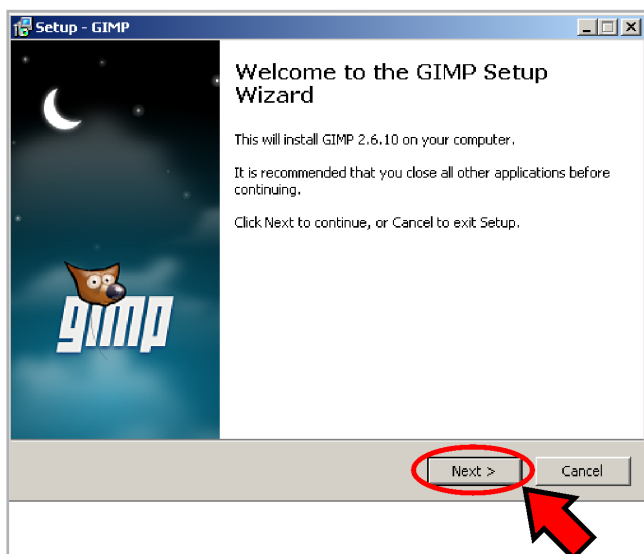 Setup - GIMP
Welcome to the GIMP Setup
Wizard
This will install GIMP 2.6.10 on your computer.
It is recommended that you close all other applications before
continuing.
Click Next to continue, or Cancel to exit Setup.
gimp
Next >
Cancel